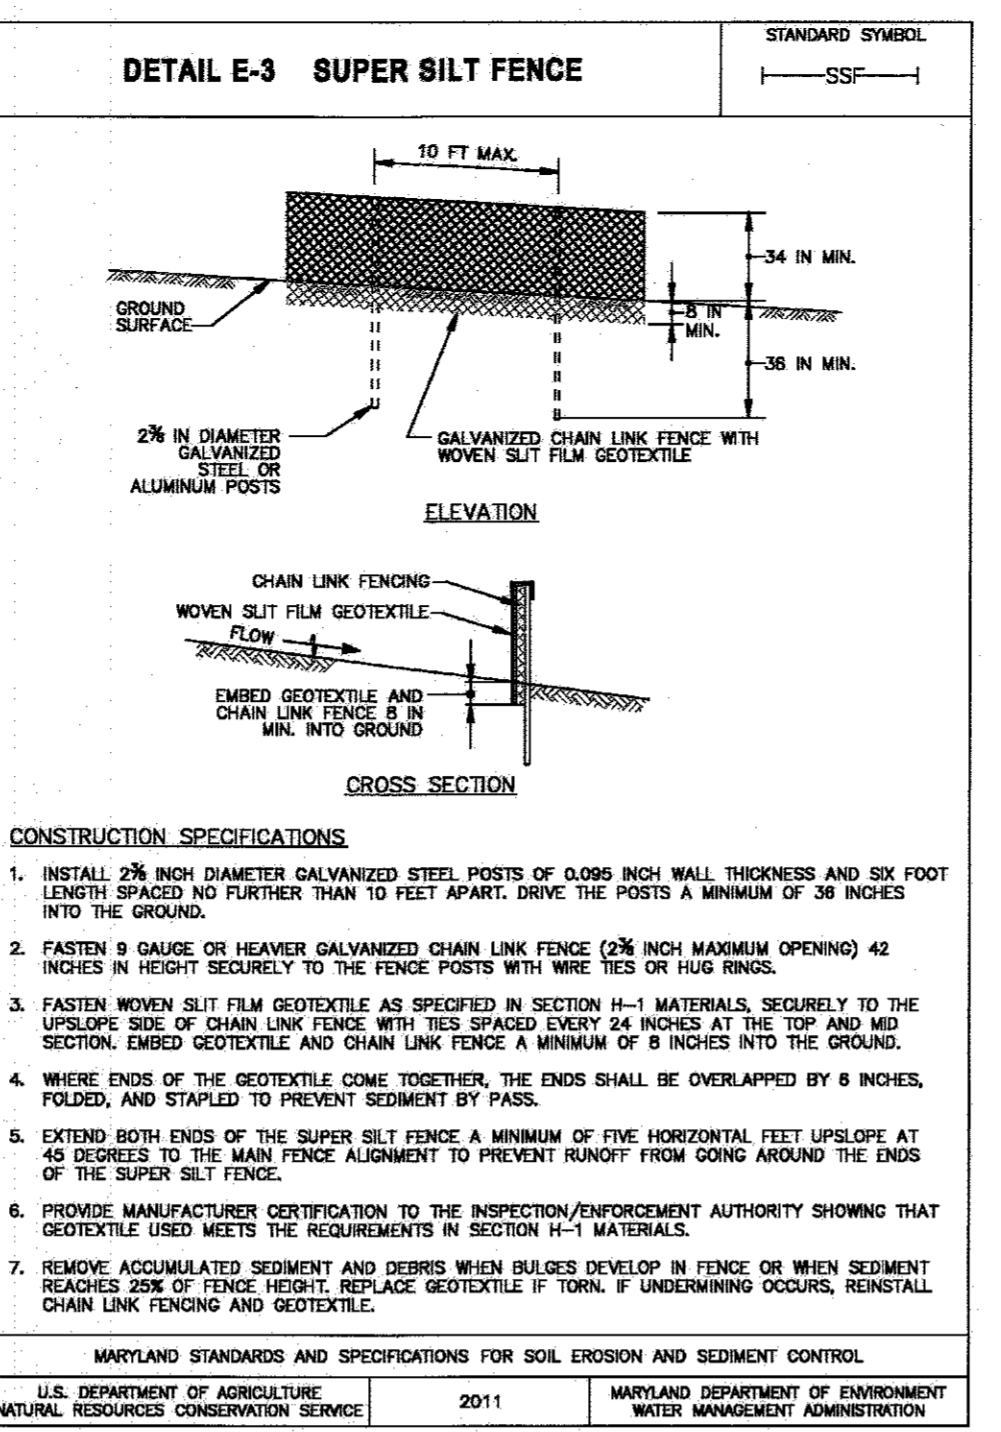 DETAIL E-3 SUPER SILT FENCE
STANDARD SYMBOL
SSF
10 FT MAX.
34 IN MIN.
GROUND
SURFACE
8 IN
MIN.
36 IN MIN.
2⅜ IN DIAMETER
GALVANIZED
STEEL OR
ALUMINUM POSTS
GALVANIZED CHAIN LINK FENCE WITH
WOVEN SLIT FILM GEOTEXTILE
ELEVATION
CHAIN LINK FENCING
WOVEN SLIT FILM GEOTEXTILE
FLOW
EMBED GEOTEXTILE AND
CHAIN LINK FENCE 8 IN
MIN. INTO GROUND
CROSS SECTION
CONSTRUCTION SPECIFICATIONS
1. INSTALL 2⅜ INCH DIAMETER GALVANIZED STEEL POSTS OF 0.095 INCH WALL THICKNESS AND SIX FOOT
LENGTH SPACED NO FURTHER THAN 10 FEET APART. DRIVE THE POSTS A MINIMUM OF 36 INCHES
INTO THE GROUND.
2. FASTEN 9 GAUGE OR HEAVIER GALVANIZED CHAIN LINK FENCE (2⅜ INCH MAXIMUM OPENING) 42
INCHES IN HEIGHT SECURELY TO THE FENCE POSTS WITH WIRE TIES OR HUG RINGS.
3. FASTEN WOVEN SLIT FILM GEOTEXTILE AS SPECIFIED IN SECTION H-1 MATERIALS, SECURELY TO THE
UPSLOPE SIDE OF CHAIN LINK FENCE WITH TIES SPACED EVERY 24 INCHES AT THE TOP AND MID
SECTION. EMBED GEOTEXTILE AND CHAIN LINK FENCE A MINIMUM OF 8 INCHES INTO THE GROUND.
4. WHERE ENDS OF THE GEOTEXTILE COME TOGETHER, THE ENDS SHALL BE OVERLAPPED BY 6 INCHES,
FOLDED, AND STAPLED TO PREVENT SEDIMENT BY PASS.
5. EXTEND BOTH ENDS OF THE SUPER SILT FENCE A MINIMUM OF FIVE HORIZONTAL FEET UPSLOPE AT
45 DEGREES TO THE MAIN FENCE ALIGNMENT TO PREVENT RUNOFF FROM GOING AROUND THE ENDS
OF THE SUPER SILT FENCE.
6. PROVIDE MANUFACTURER CERTIFICATION TO THE INSPECTION/ENFORCEMENT AUTHORITY SHOWING THAT
GEOTEXTILE USED MEETS THE REQUIREMENTS IN SECTION H-1 MATERIALS.
7. REMOVE ACCUMULATED SEDIMENT AND DEBRIS WHEN BULGES DEVELOP IN FENCE OR WHEN SEDIMENT
REACHES 25% OF FENCE HEIGHT. REPLACE GEOTEXTILE IF TORN. IF UNDERMINING OCCURS, REINSTALL
CHAIN LINK FENCING AND GEOTEXTILE.
MARYLAND STANDARDS AND SPECIFICATIONS FOR SOIL EROSION AND SEDIMENT CONTROL
U.S. DEPARTMENT OF AGRICULTURE
NATURAL RESOURCES CONSERVATION SERVICE
2011
MARYLAND DEPARTMENT OF ENVIRONMENT
WATER MANAGEMENT ADMINISTRATION